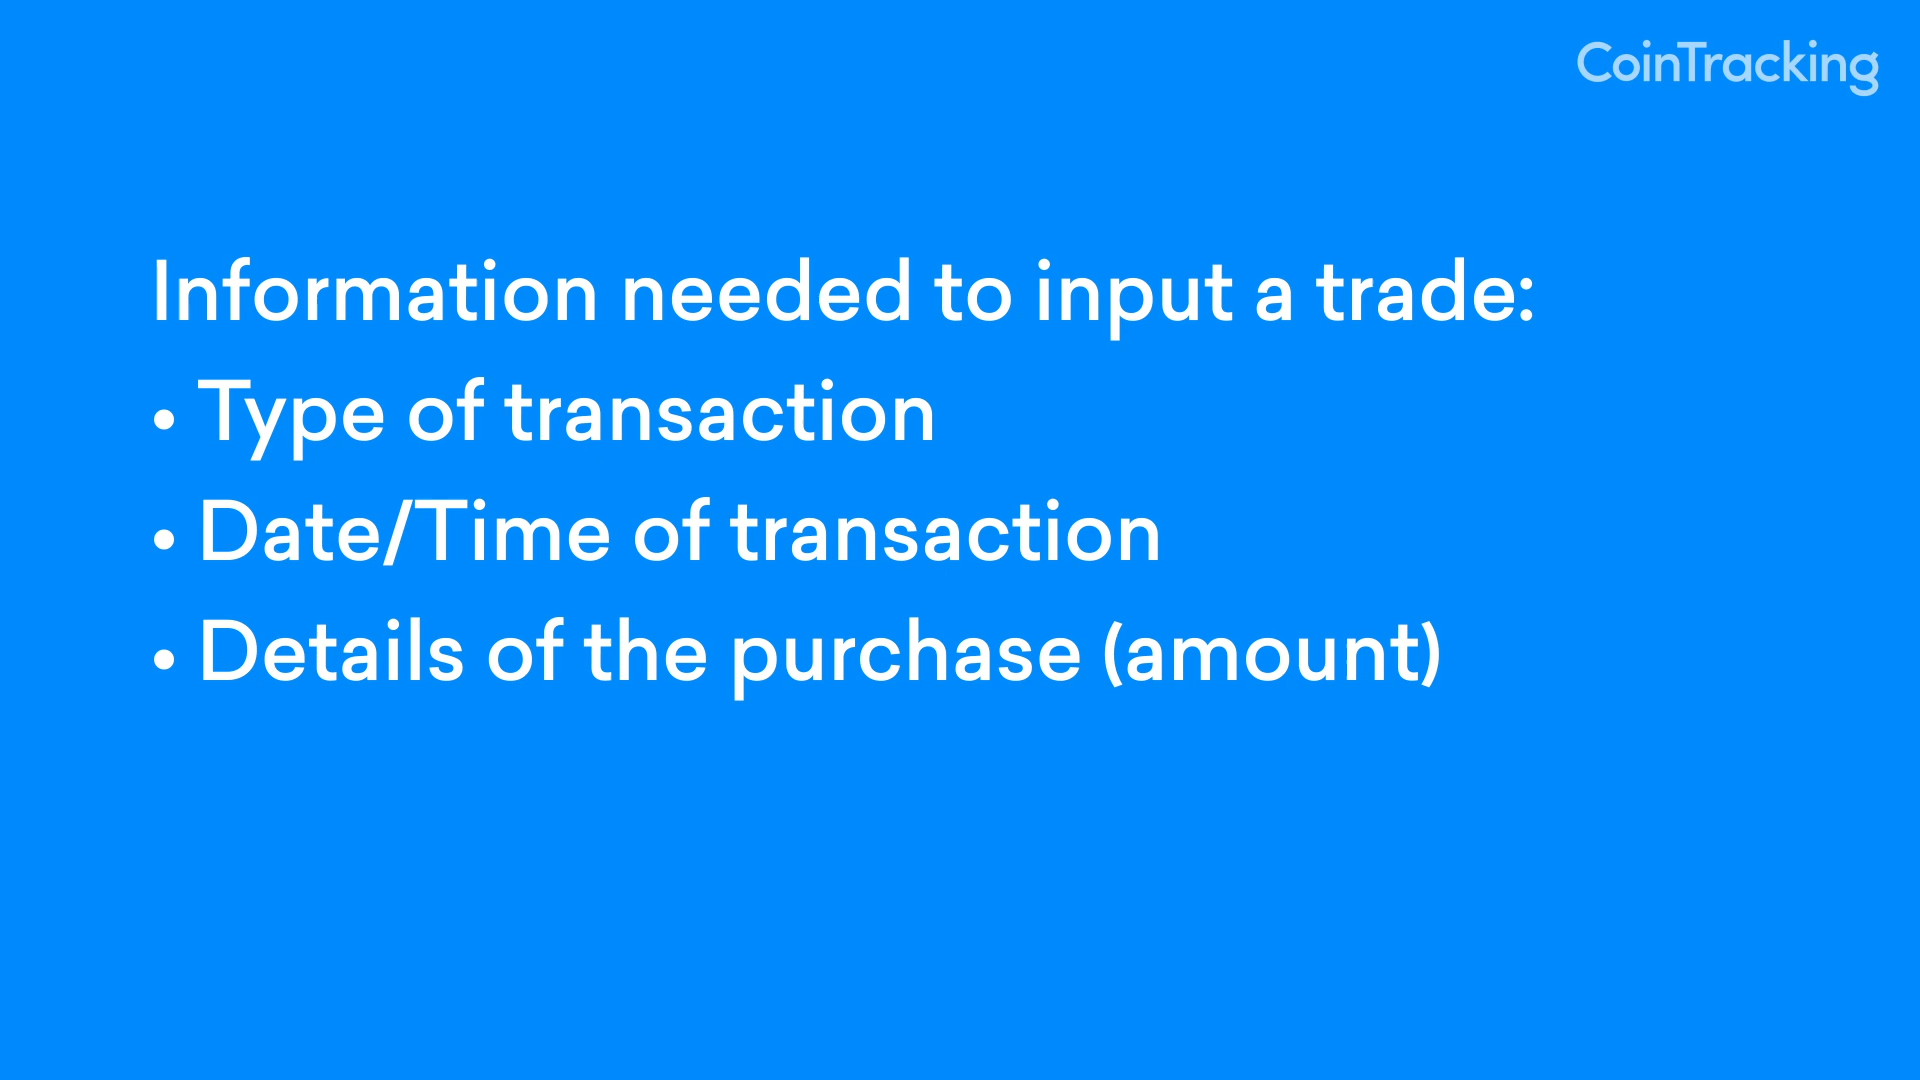 CoinTracking
Information needed to input a trade:
• Type of transaction
• Date/Time of transaction
• Details of the purchase (amount)